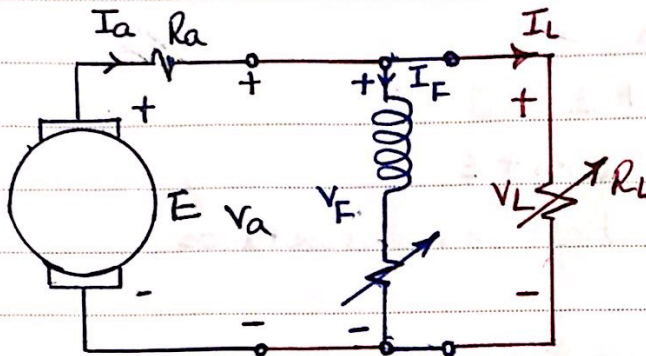 Ia Ra IL
+ + + IF +
+
E Va VF VL RL
- - - -